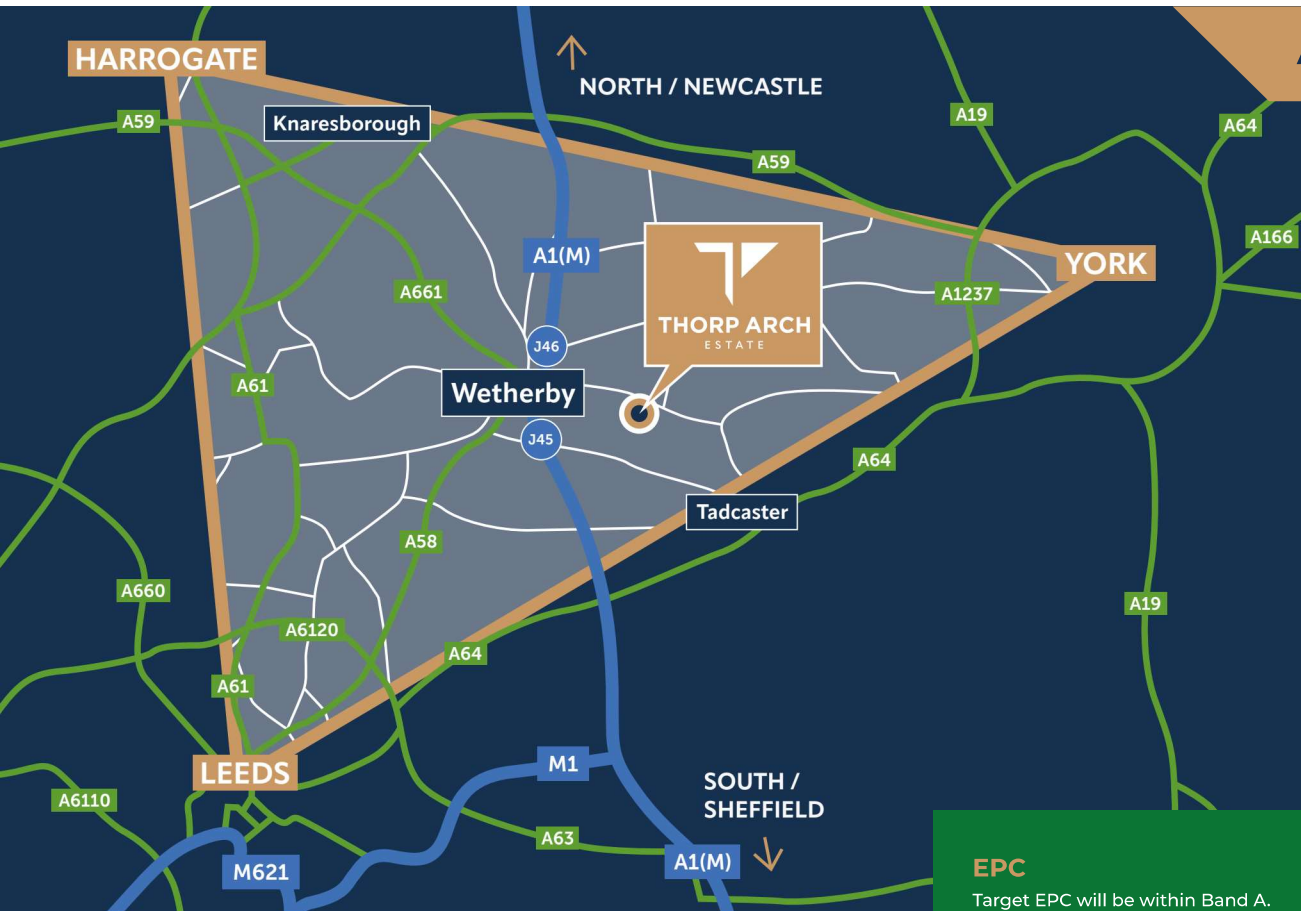 HARROGATE
NORTH / NEWCASTLE
A59
Knaresborough
A19
A64
A59
A166
A1(M)
YORK
A661
THORP ARCH
ESTATE
A1237
J46
A61
Wetherby
J45
A64
Tadcaster
A58
A660
A19
A6120
A64
A61
LEEDS
M1
SOUTH /
SHEFFIELD
A6110
A63
A1(M)
M621
EPC
Target EPC will be within Band A.